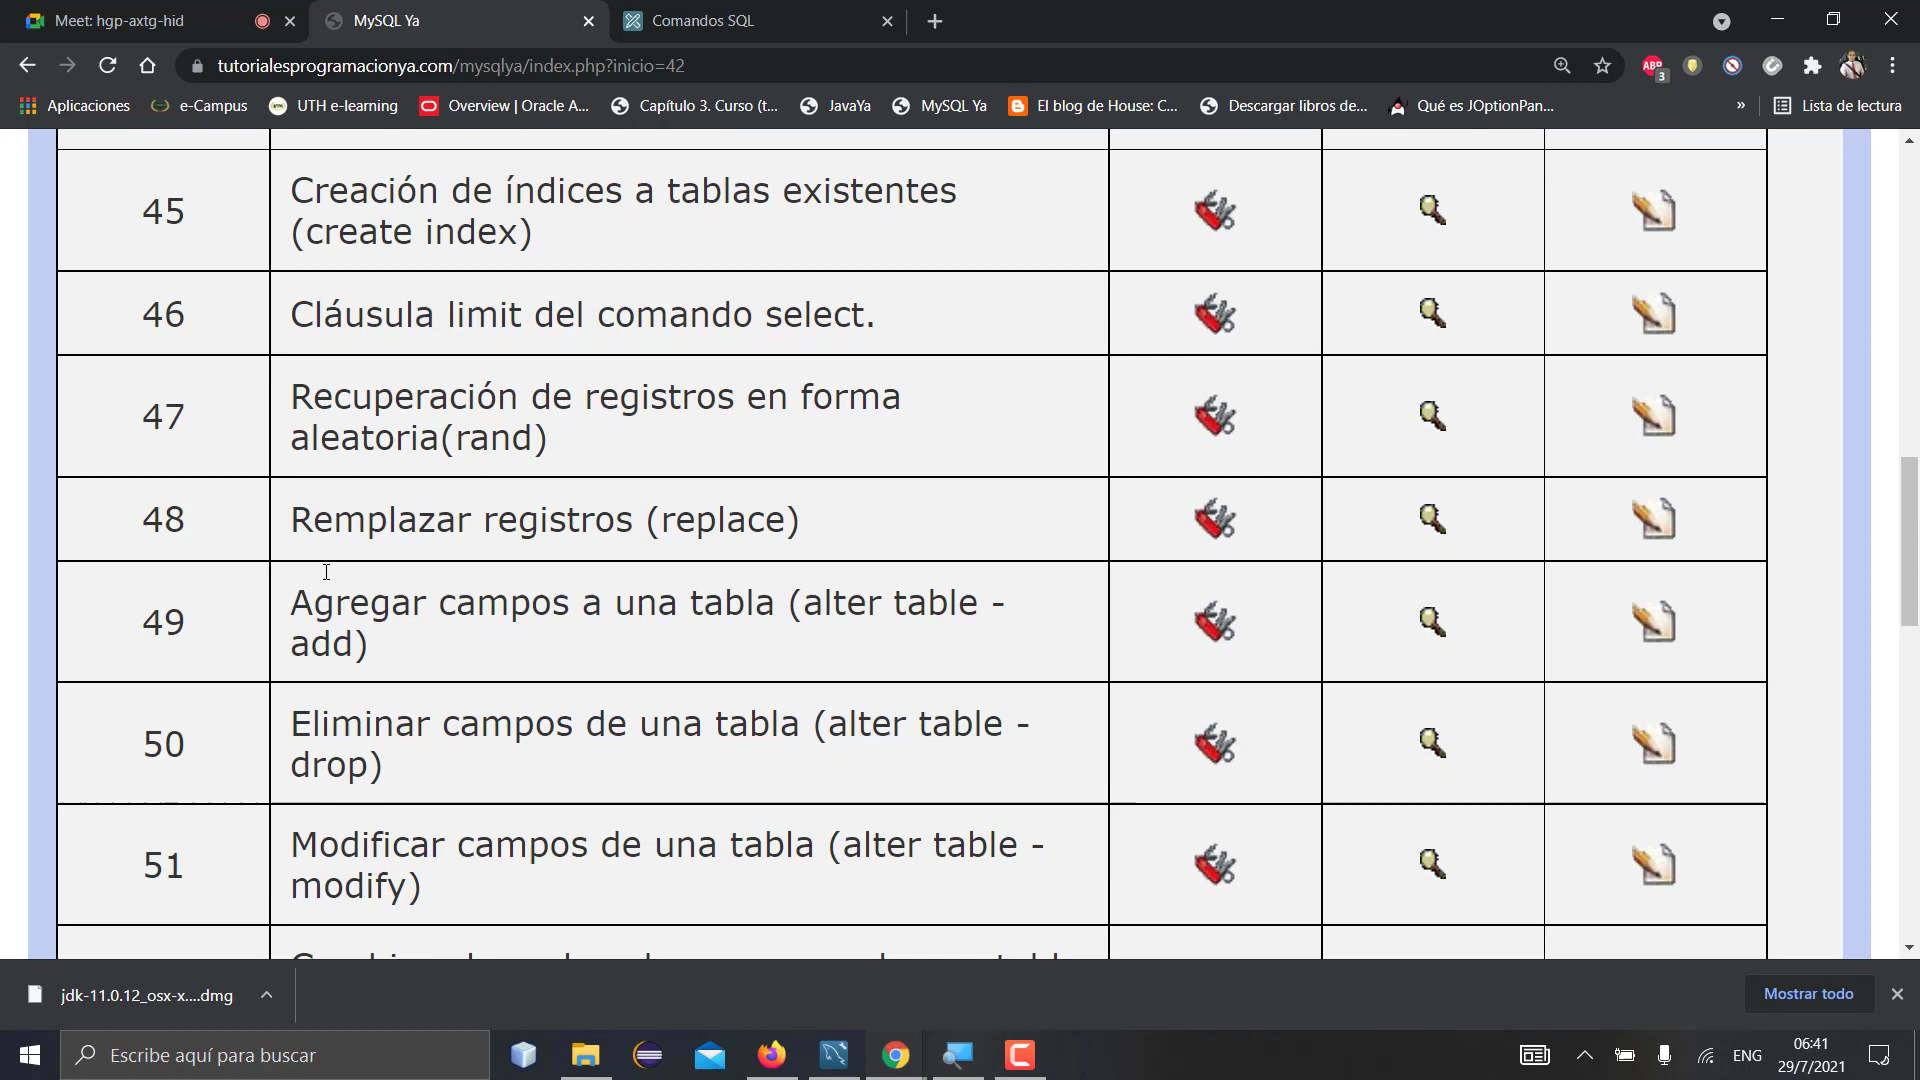 Meet: hgp-axtg-hid
MySQL Ya
Comandos SQL
tutorialesprogramacionya.com/mysqlya/index.php?inicio=42
ABP
3
Aplicaciones
e-Campus
UTH e-learning
Overview | Oracle A...
Capítulo 3. Curso (t...
JavaYa
MySQL Ya
El blog de House: C...
Descargar libros de...
Qué es JOptionPan...
»
Lista de lectura
45
Creación de índices a tablas existentes
(create index)
46
Cláusula limit del comando select.
47
Recuperación de registros en forma
aleatoria(rand)
48
Remplazar registros (replace)
49
Agregar campos a una tabla (alter table -
add)
50
Eliminar campos de una tabla (alter table -
drop)
51
Modificar campos de una tabla (alter table -
modify)
jdk-11.0.12_osx-x....dmg
Mostrar todo
Escribe aquí para buscar
ENG
06:41
29/7/2021